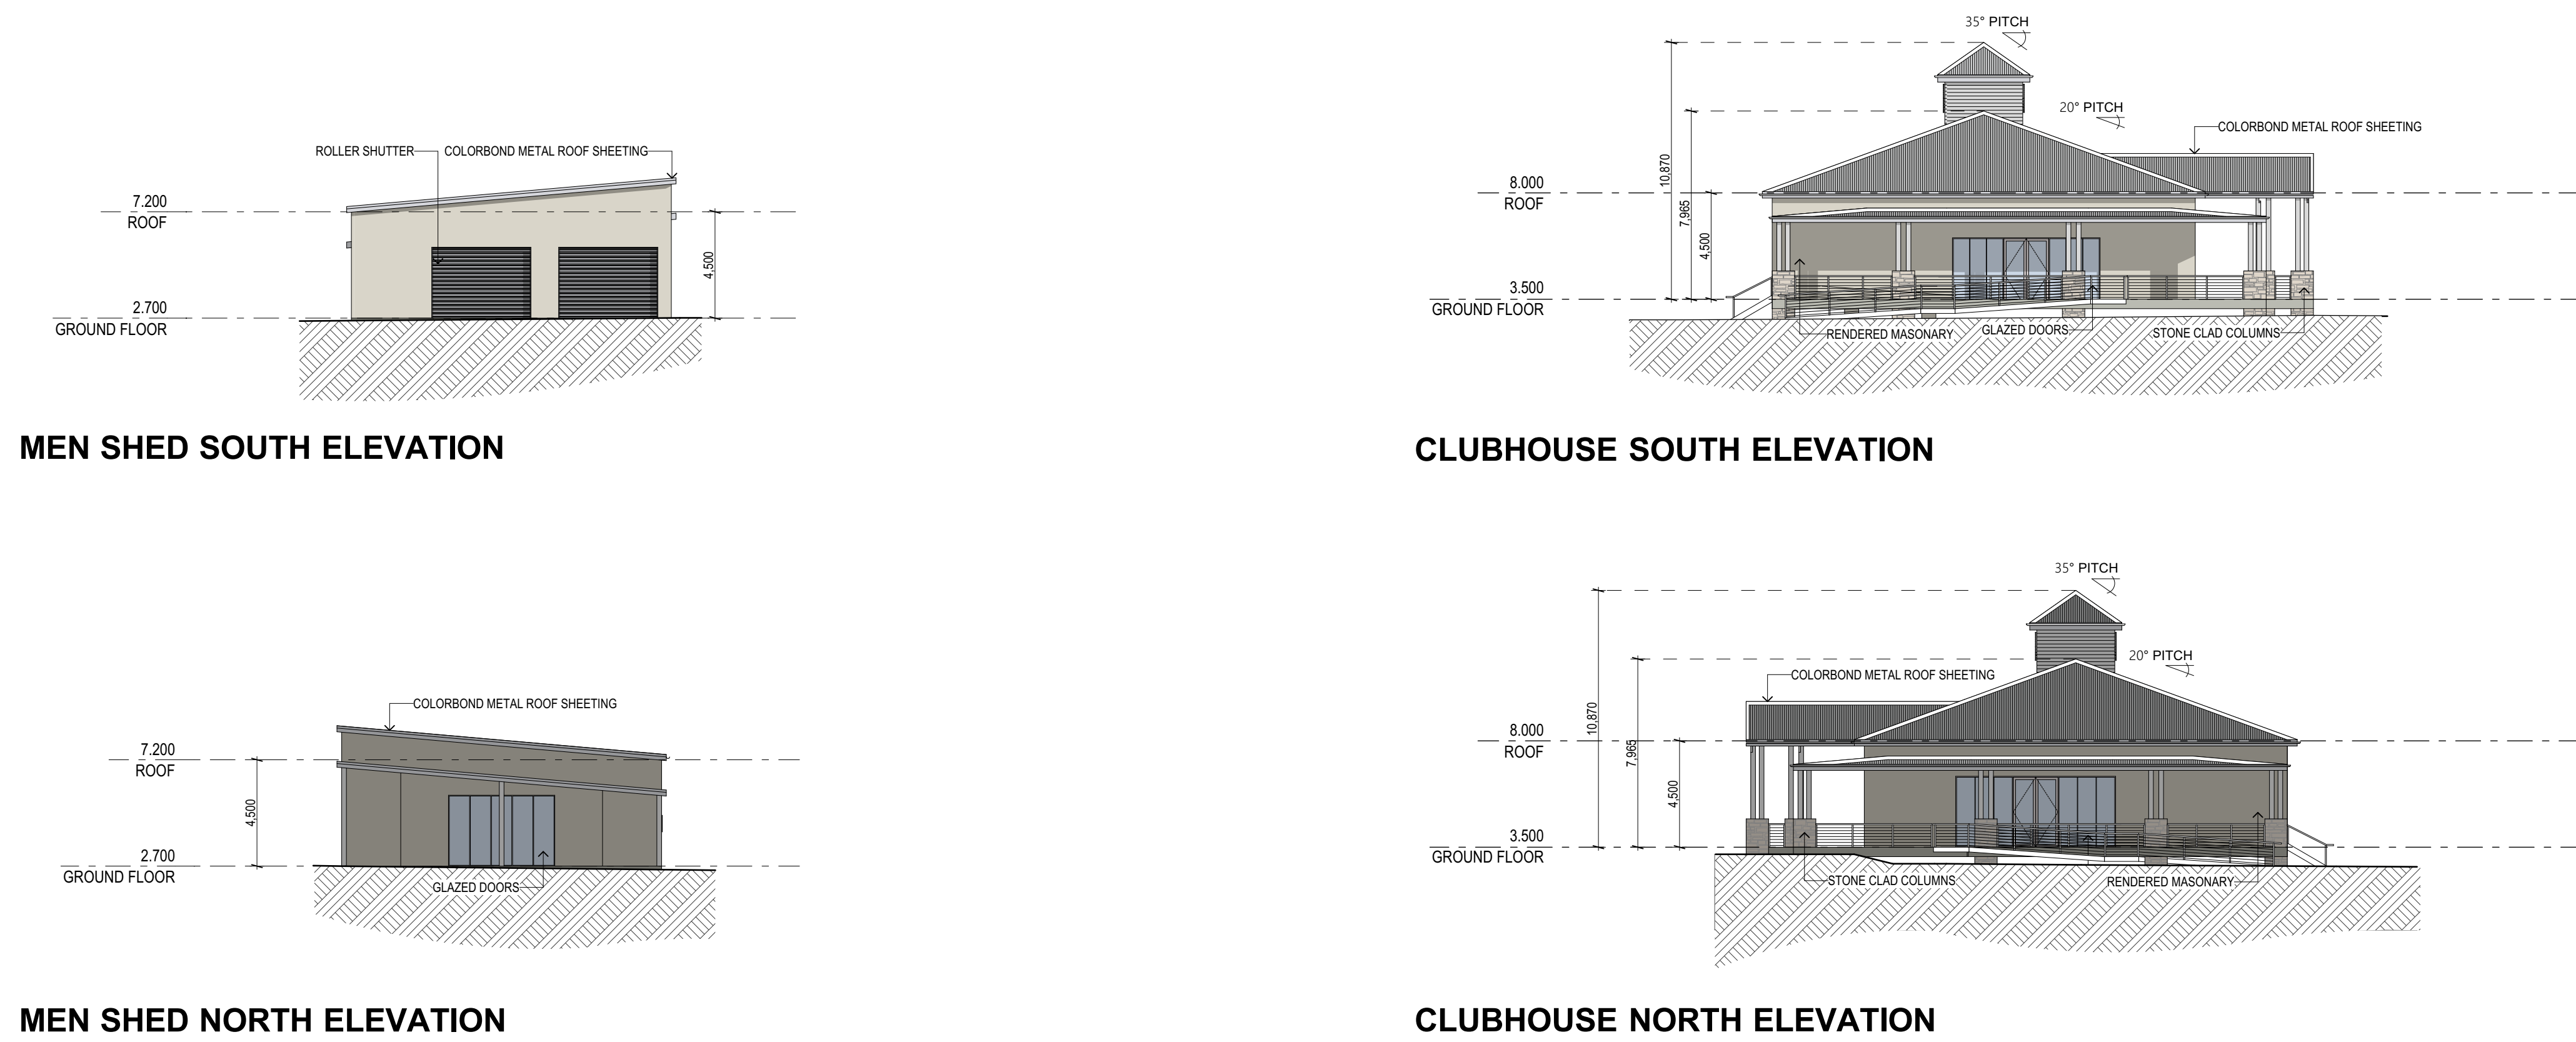 ROLLER SHUTTER
COLORBOND METAL ROOF SHEETING
7.200
ROOF
4,500
2.700
GROUND FLOOR
MEN SHED SOUTH ELEVATION
35° PITCH
20° PITCH
COLORBOND METAL ROOF SHEETING
10,870
7,965
4,500
8.000
ROOF
3.500
GROUND FLOOR
RENDERED MASONARY
GLAZED DOORS
STONE CLAD COLUMNS
CLUBHOUSE SOUTH ELEVATION
COLORBOND METAL ROOF SHEETING
7.200
ROOF
4,500
2.700
GROUND FLOOR
GLAZED DOORS
MEN SHED NORTH ELEVATION
35° PITCH
20° PITCH
COLORBOND METAL ROOF SHEETING
10,870
7,965
4,500
8.000
ROOF
3.500
GROUND FLOOR
STONE CLAD COLUMNS
RENDERED MASONARY
CLUBHOUSE NORTH ELEVATION